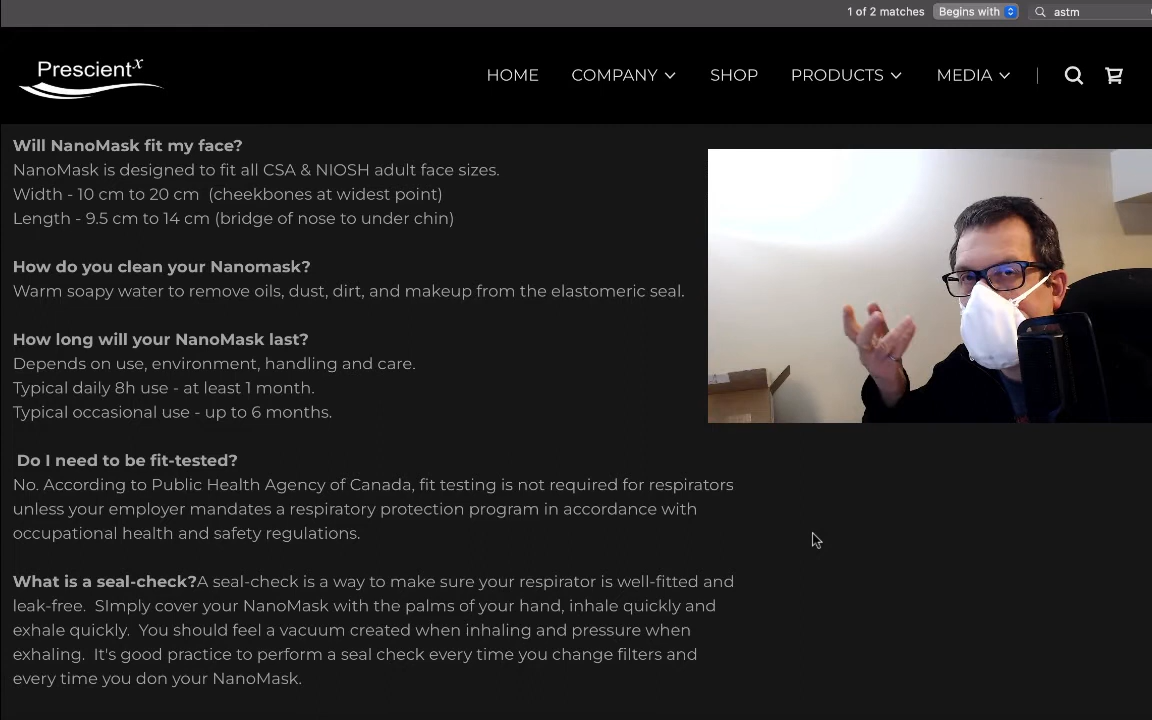 1 of 2 matches Begins with astm
Prescientx HOME COMPANY SHOP PRODUCTS MEDIA
Will NanoMask fit my face?
NanoMask is designed to fit all CSA & NIOSH adult face sizes.
Width - 10 cm to 20 cm  (cheekbones at widest point)
Length - 9.5 cm to 14 cm (bridge of nose to under chin)
How do you clean your Nanomask?
Warm soapy water to remove oils, dust, dirt, and makeup from the elastomeric seal.
How long will your NanoMask last?
Depends on use, environment, handling and care.
Typical daily 8h use - at least 1 month.
Typical occasional use - up to 6 months.
Do I need to be fit-tested?
No. According to Public Health Agency of Canada, fit testing is not required for respirators
unless your employer mandates a respiratory protection program in accordance with
occupational health and safety regulations.
What is a seal-check?A seal-check is a way to make sure your respirator is well-fitted and
leak-free.  SImply cover your NanoMask with the palms of your hand, inhale quickly and
exhale quickly.  You should feel a vacuum created when inhaling and pressure when
exhaling.  It's good practice to perform a seal check every time you change filters and
every time you don your NanoMask.